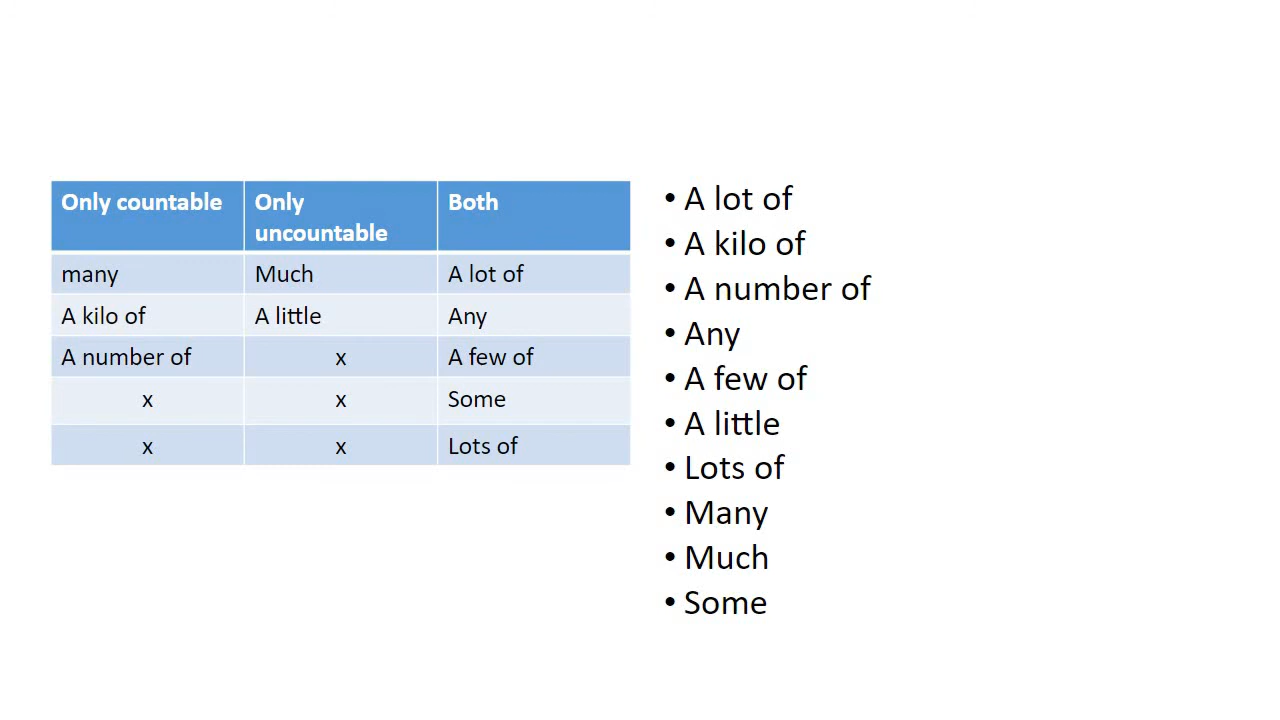 Only countable
Only
uncountable
Both
many
Much
A lot of
A kilo of
A little
Any
A number of
x
A few of
x
x
Some
x
x
Lots of
• A lot of
• A kilo of
• A number of
• Any
• A few of
• A little
• Lots of
• Many
• Much
• Some